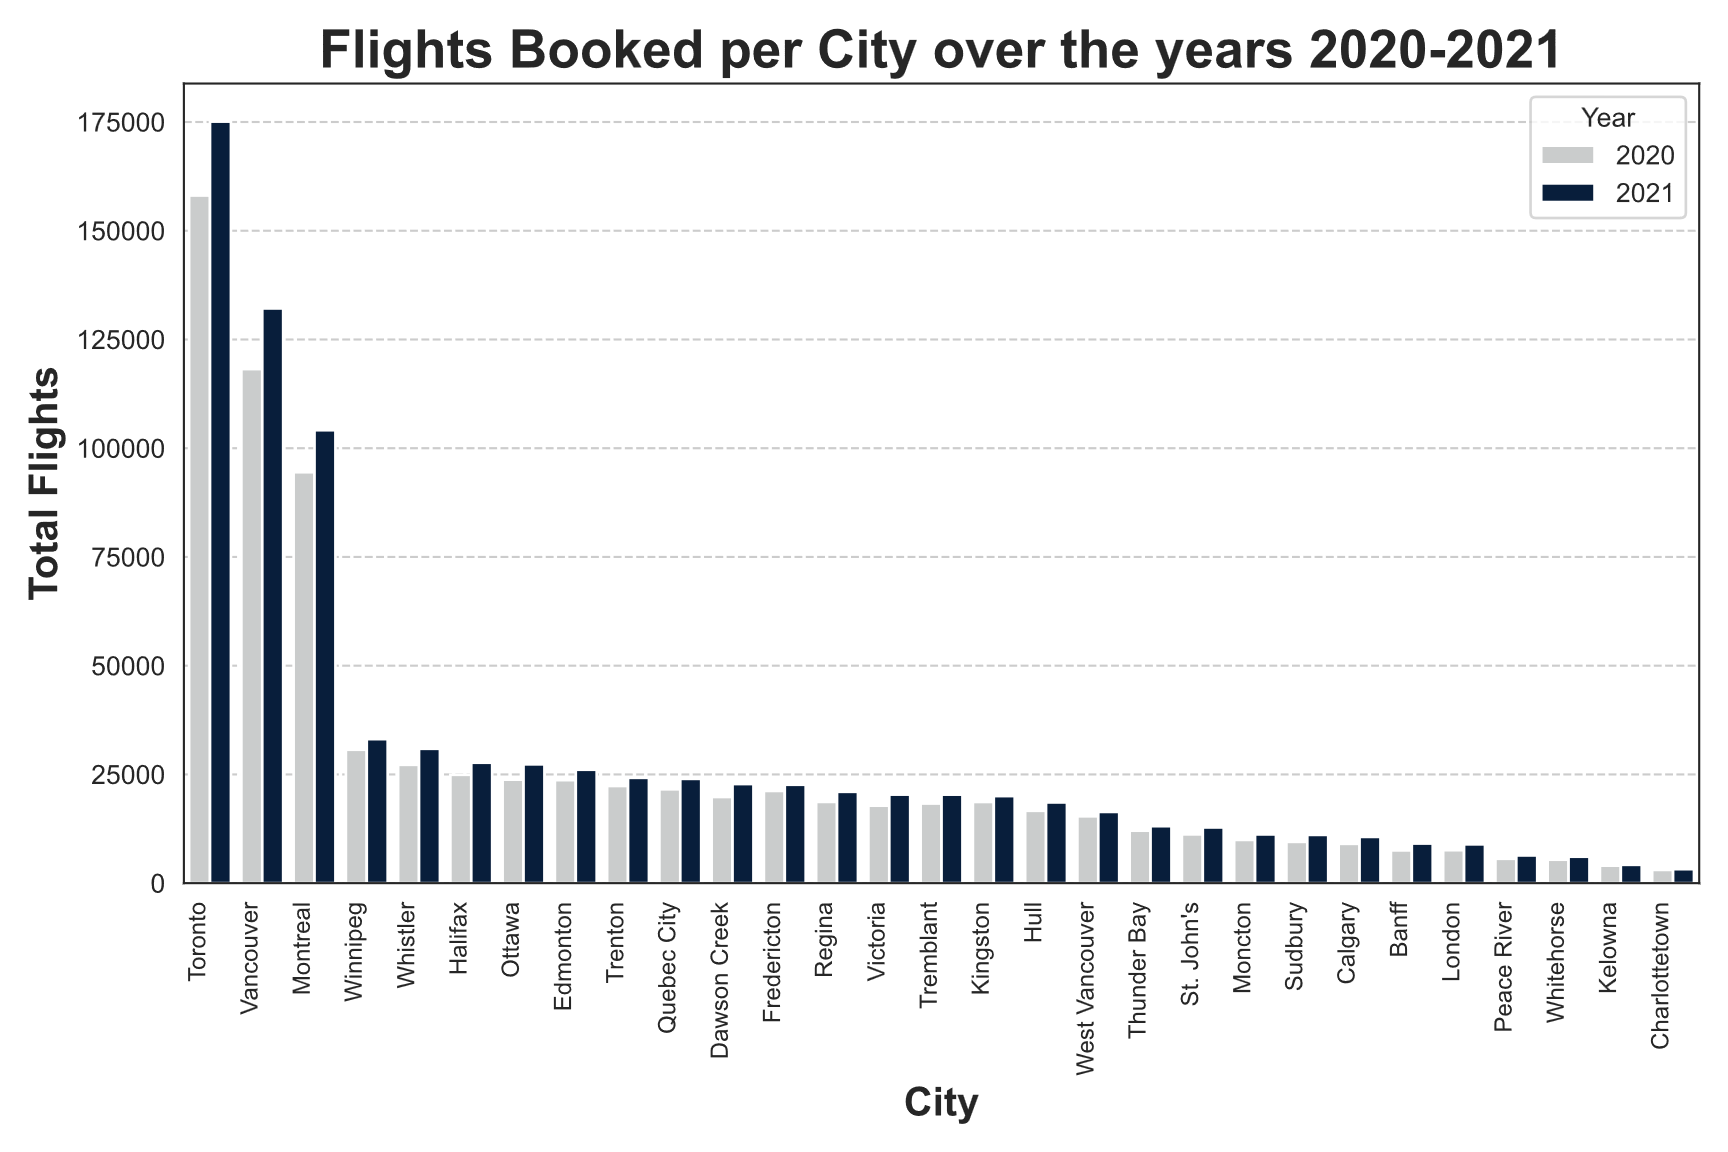 Flights Booked per City over the years 2020-2021
Total Flights
175000
150000
125000
100000
75000
50000
25000
0
Year
2020
2021
Toronto
Vancouver
Montreal
Winnipeg
Whistler
Halifax
Ottawa
Edmonton
Trenton
Quebec City
Dawson Creek
Fredericton
Regina
Victoria
Tremblant
Kingston
Hull
West Vancouver
Thunder Bay
St. John's
Moncton
Sudbury
Calgary
Banff
London
Peace River
Whitehorse
Kelowna
Charlottetown
City